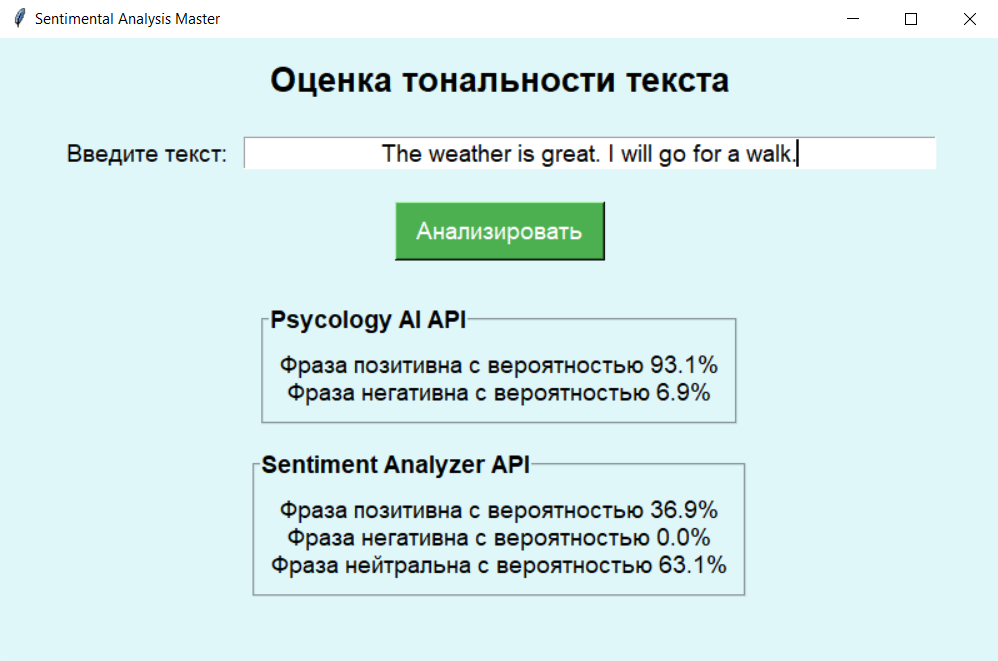 Sentimental Analysis Master
Оценка тональности текста
Введите текст: The weather is great. I will go for a walk.
Анализировать
Psycology AI API
Фраза позитивна с вероятностью 93.1%
Фраза негативна с вероятностью 6.9%
Sentiment Analyzer API
Фраза позитивна с вероятностью 36.9%
Фраза негативна с вероятностью 0.0%
Фраза нейтральна с вероятностью 63.1%